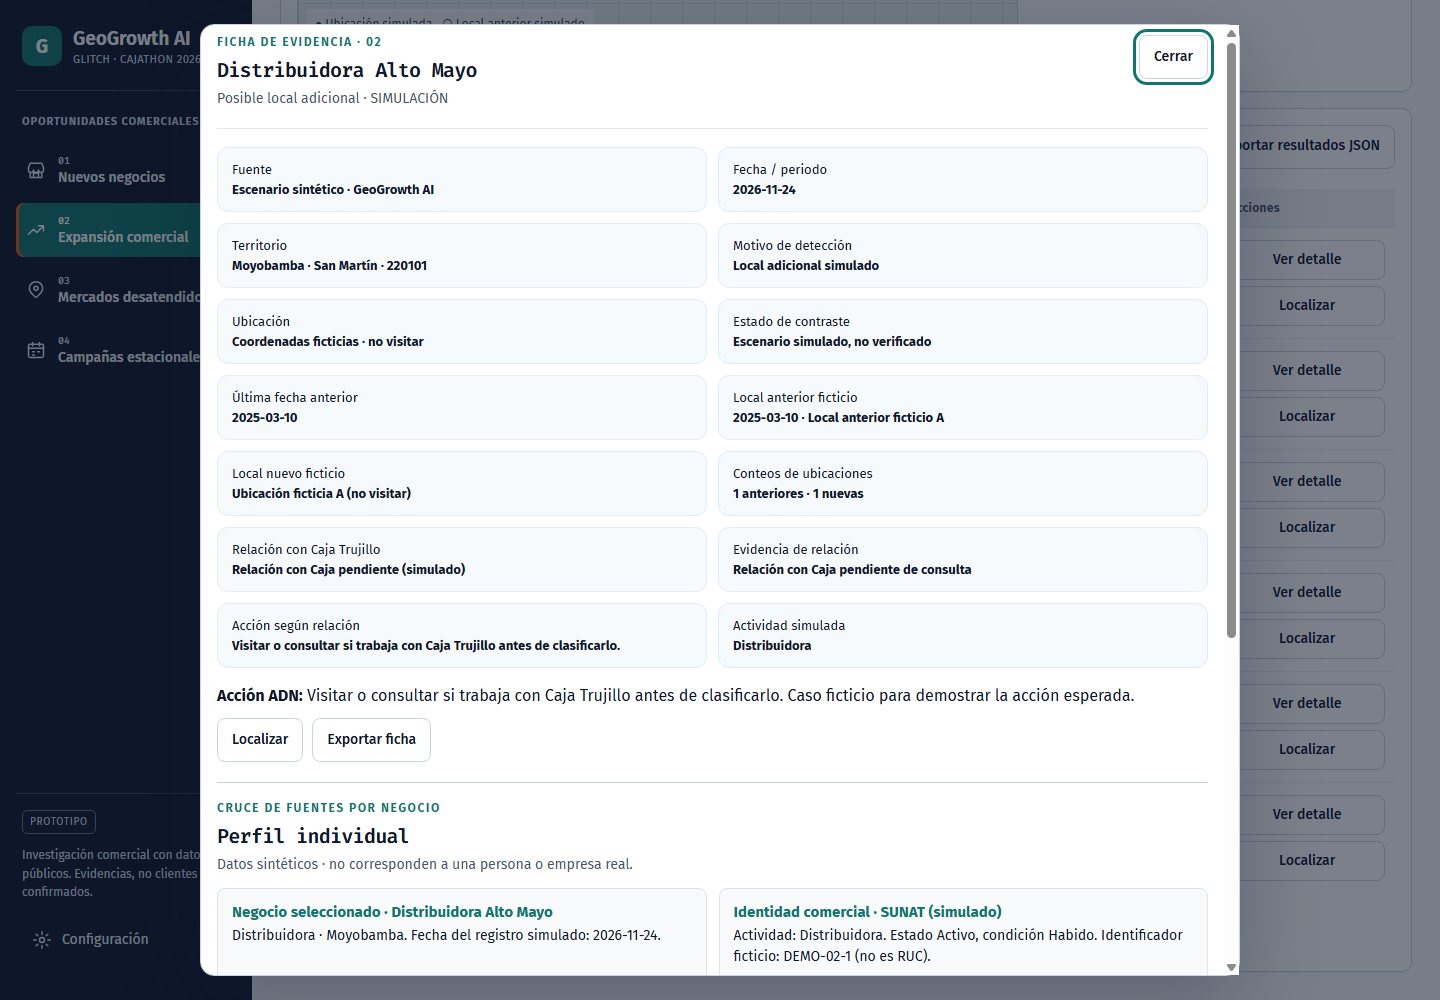 G
GeoGrowth AI
GLITCH · CAJATHON 2026
OPORTUNIDADES COMERCIALES
01
Nuevos negocios
02
Expansión comercial
03
Mercados desatendido
04
Campañas estacionale
PROTOTIPO
Investigación comercial con dato
públicos. Evidencias, no clientes
confirmados.
Configuración
Ubicación simulada
Local anterior simulado
FICHA DE EVIDENCIA · 02
Distribuidora Alto Mayo
Posible local adicional · SIMULACIÓN
Cerrar
Fuente
Escenario sintético · GeoGrowth AI
Fecha / periodo
2026-11-24
Territorio
Moyobamba · San Martín · 220101
Motivo de detección
Local adicional simulado
Ubicación
Coordenadas ficticias · no visitar
Estado de contraste
Escenario simulado, no verificado
Última fecha anterior
2025-03-10
Local anterior ficticio
2025-03-10 · Local anterior ficticio A
Local nuevo ficticio
Ubicación ficticia A (no visitar)
Conteos de ubicaciones
1 anteriores · 1 nuevas
Relación con Caja Trujillo
Relación con Caja pendiente (simulado)
Evidencia de relación
Relación con Caja pendiente de consulta
Acción según relación
Visitar o consultar si trabaja con Caja Trujillo antes de clasificarlo.
Actividad simulada
Distribuidora
Acción ADN: Visitar o consultar si trabaja con Caja Trujillo antes de clasificarlo. Caso ficticio para demostrar la acción esperada.
Localizar
Exportar ficha
CRUCE DE FUENTES POR NEGOCIO
Perfil individual
Datos sintéticos · no corresponden a una persona o empresa real.
Negocio seleccionado · Distribuidora Alto Mayo
Distribuidora · Moyobamba. Fecha del registro simulado: 2026-11-24.
Identidad comercial · SUNAT (simulado)
Actividad: Distribuidora. Estado Activo, condición Habido. Identificador
ficticio: DEMO-02-1 (no es RUC).
portar resultados JSON
cciones
Ver detalle
Localizar
Ver detalle
Localizar
Ver detalle
Localizar
Ver detalle
Localizar
Ver detalle
Localizar
Ver detalle
Localizar